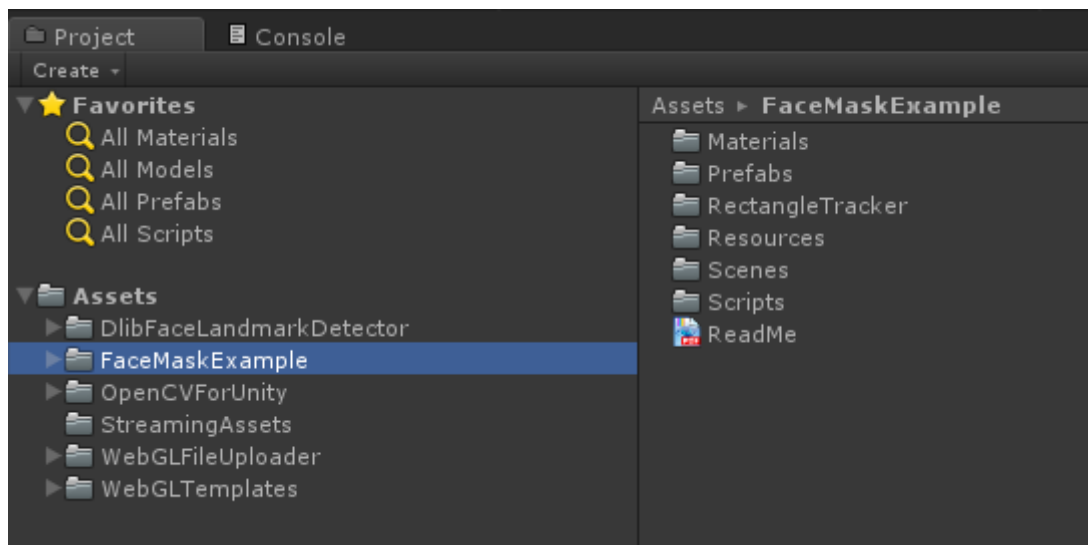 Project
Console
Create
Favorites
All Materials
All Models
All Prefabs
All Scripts
Assets
DlibFaceLandmarkDetector
FaceMaskExample
OpenCVForUnity
StreamingAssets
WebGLFileUploader
WebGLTemplates
Assets ▸ FaceMaskExample
Materials
Prefabs
RectangleTracker
Resources
Scenes
Scripts
PDF
ReadMe